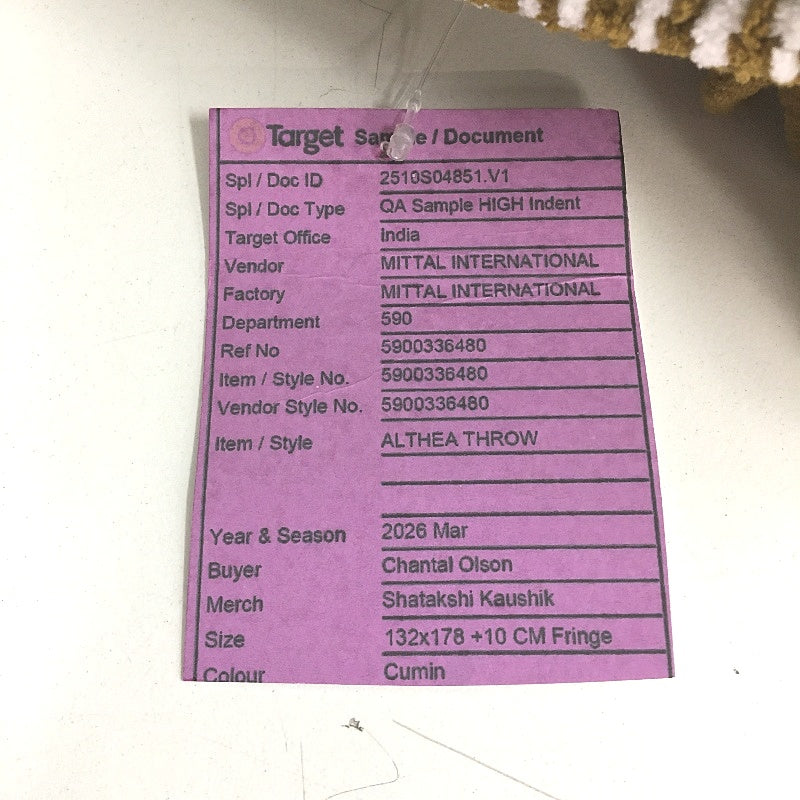 Target Sample / Document
Spl / Doc ID 2510S04851.V1
Spl / Doc Type QA Sample HIGH Indent
Target Office India
Vendor MITTAL INTERNATIONAL
Factory MITTAL INTERNATIONAL
Department 590
Ref No 5900336480
Item / Style No. 5900336480
Vendor Style No. 5900336480
Item / Style ALTHEA THROW
Year & Season 2026 Mar
Buyer Chantal Olson
Merch Shatakshi Kaushik
Size 132x178 +10 CM Fringe
Colour Cumin